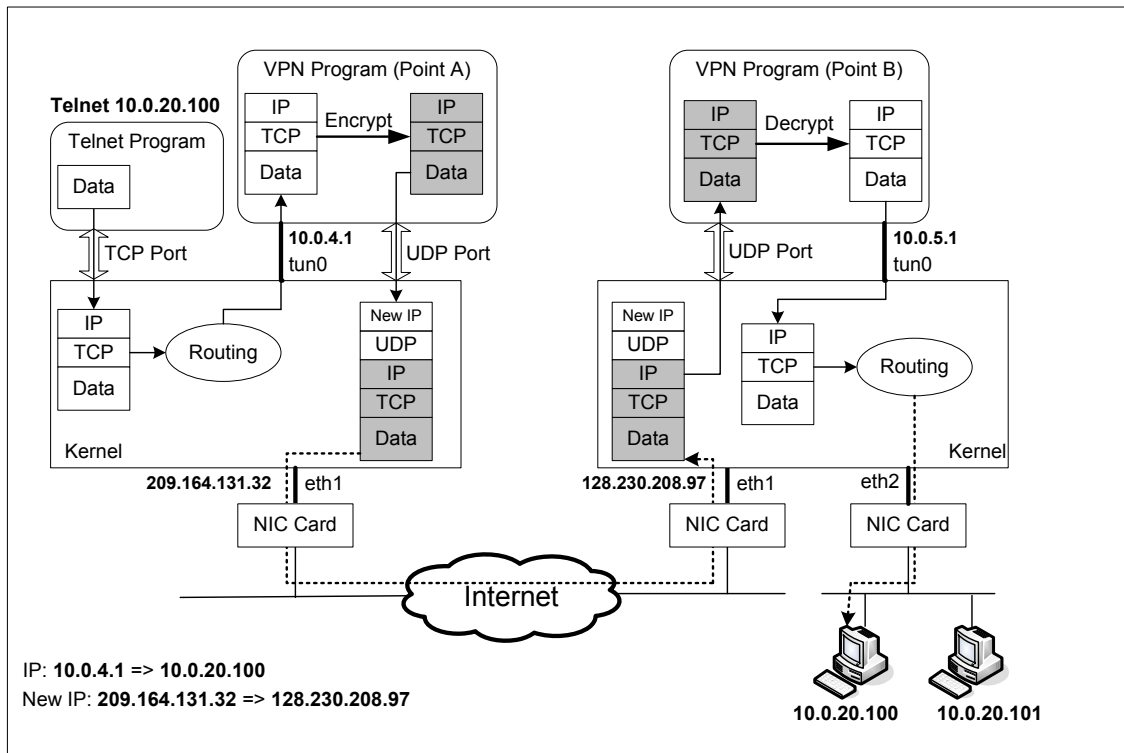 VPN Program (Point A)
VPN Program (Point B)
Telnet 10.0.20.100
Telnet Program
Data
IP
TCP
Data
Encrypt
IP
TCP
Data
IP
TCP
Data
Decrypt
IP
TCP
Data
TCP Port
10.0.4.1
tun0
UDP Port
UDP Port
10.0.5.1
tun0
IP
TCP
Data
Routing
New IP
UDP
IP
TCP
Data
Kernel
New IP
UDP
IP
TCP
Data
IP
TCP
Data
Routing
Kernel
209.164.131.32
eth1
128.230.208.97
eth1
eth2
NIC Card
NIC Card
NIC Card
Internet
IP: 10.0.4.1 => 10.0.20.100
New IP: 209.164.131.32 => 128.230.208.97
10.0.20.100
10.0.20.101